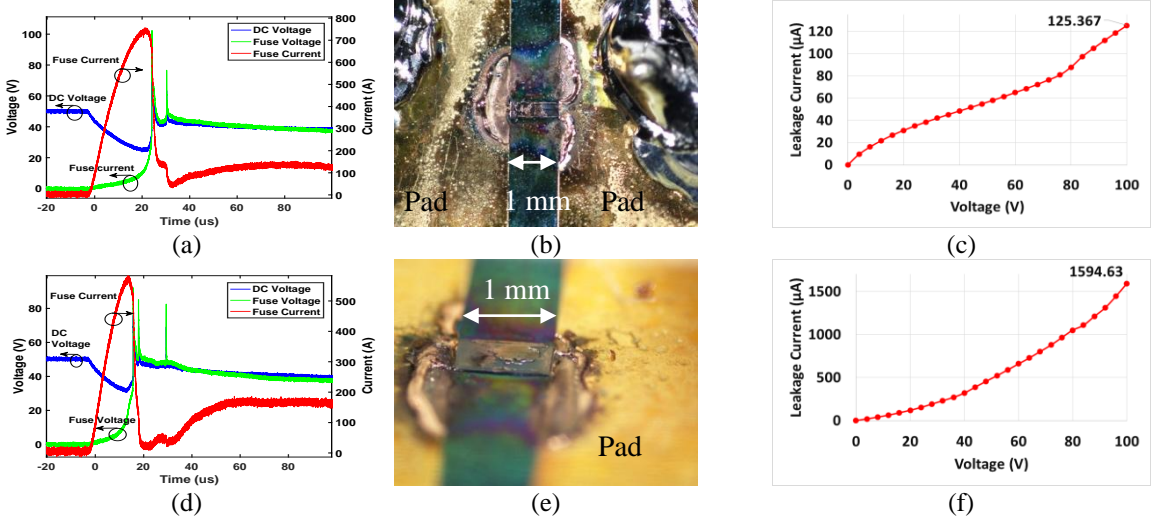 DC Voltage
Fuse Voltage
Fuse Current
Fuse Current
DC Voltage
Fuse current
Voltage (V)
Current (A)
100
80
60
40
20
0
800
700
600
500
400
300
200
100
0
-20 0 20 40 60 80
Time (us)
(a)
Pad
1 mm
Pad
(b)
125.367
Leakage Current (µA)
120
100
80
60
40
20
0
0 20 40 60 80 100
Voltage (V)
(c)
DC Voltage
Fuse Voltage
Fuse Current
Fuse Current
DC
Voltage
Fuse Voltage
Voltage (V)
Current (A)
80
60
40
20
0
500
400
300
200
100
0
-20 0 20 40 60 80
Time (us)
(d)
1 mm
Pad
(e)
1594.63
Leakage Current (µA)
1500
1000
500
0
0 20 40 60 80 100
Voltage (V)
(f)